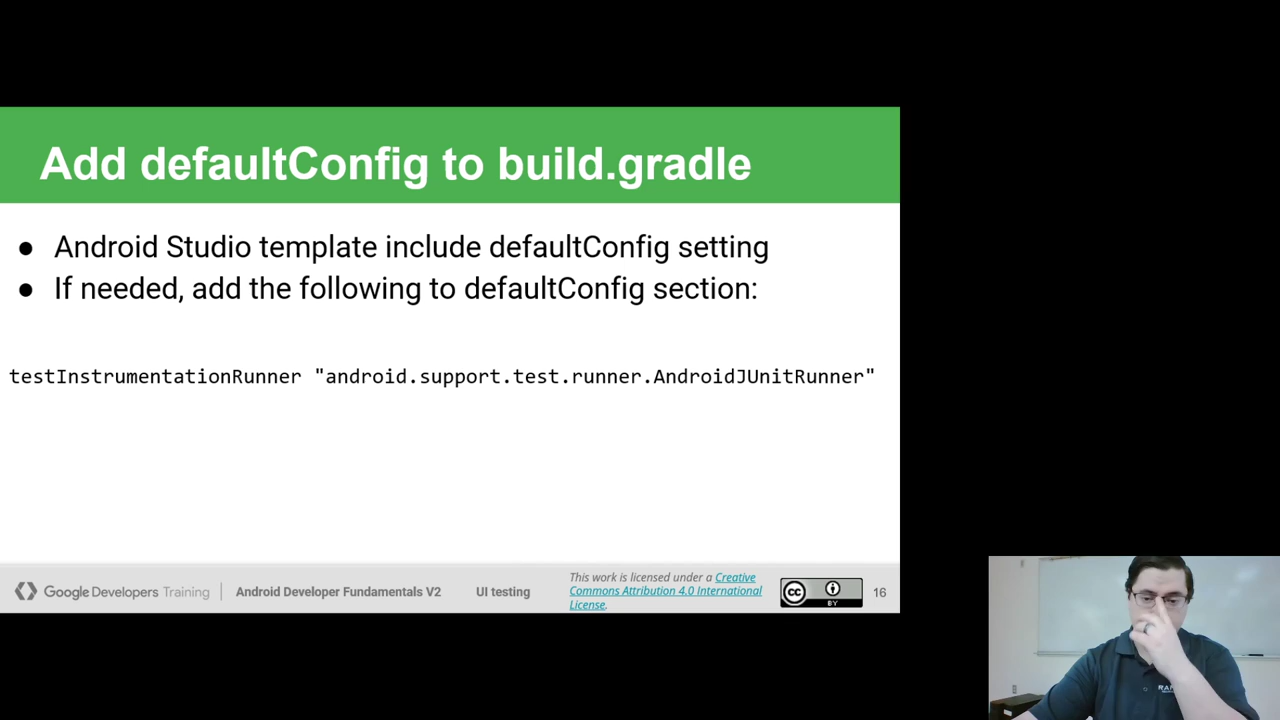 Add defaultConfig to build.gradle
● Android Studio template include defaultConfig setting
● If needed, add the following to defaultConfig section:
testInstrumentationRunner "android.support.test.runner.AndroidJUnitRunner"
Google Developers Training
Android Developer Fundamentals V2
UI testing
This work is licensed under a Creative
Commons Attribution 4.0 International
License.
cc
BY
16